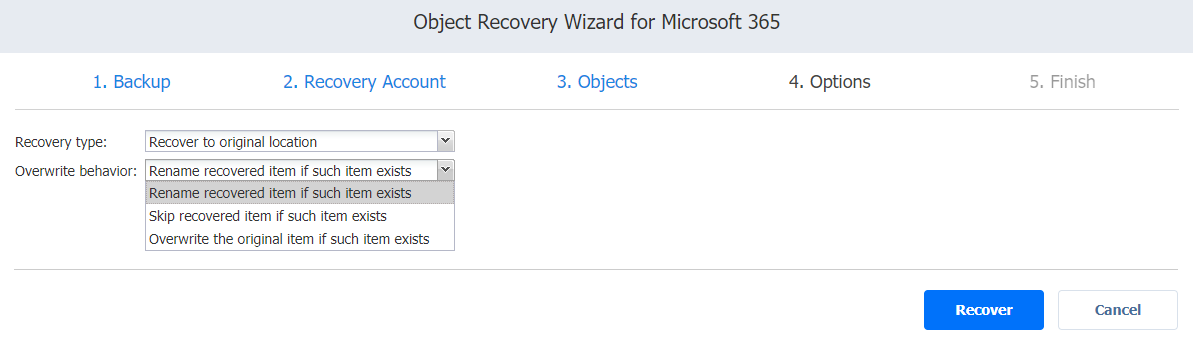 Object Recovery Wizard for Microsoft 365
1. Backup 2. Recovery Account 3. Objects 4. Options 5. Finish
Recovery type: Recover to original location
Overwrite behavior: Rename recovered item if such item exists
Rename recovered item if such item exists
Skip recovered item if such item exists
Overwrite the original item if such item exists
Recover Cancel